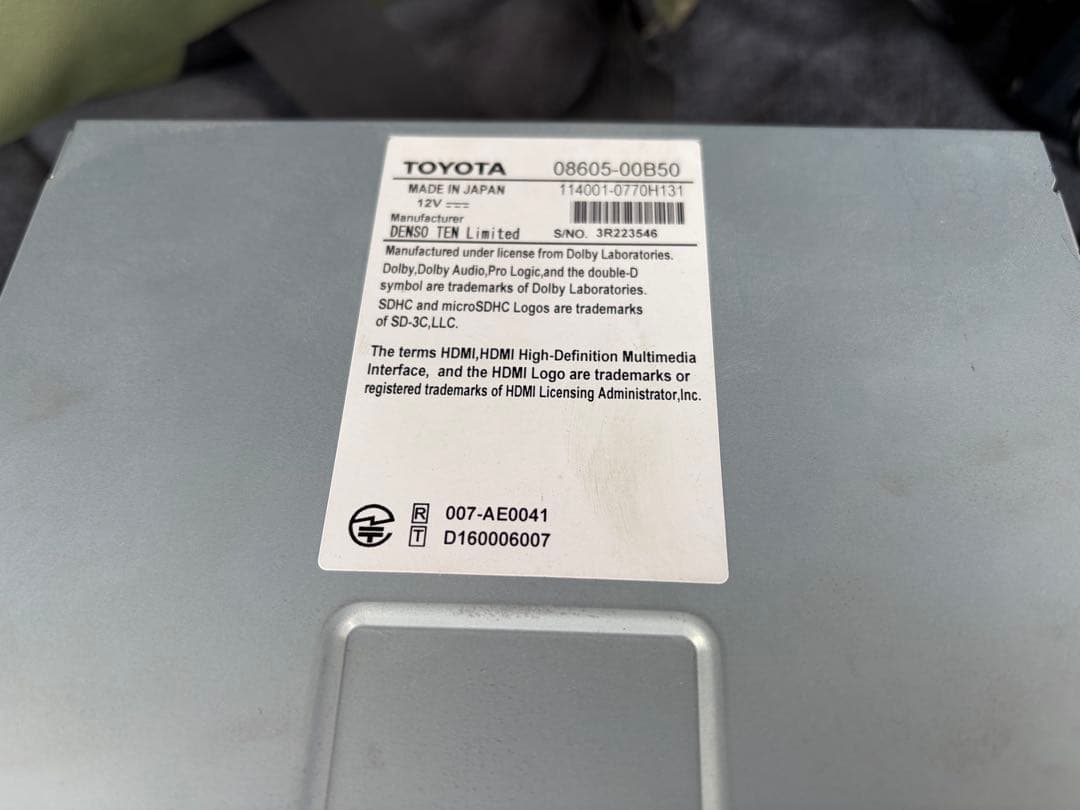 TOYOTA 08605-00B50
MADE IN JAPAN 114001-0770H131
12V
Manufacturer
DENSO TEN Limited S/NO. 3R223546
Manufactured under license from Dolby Laboratories.
Dolby,Dolby Audio,Pro Logic,and the double-D
symbol are trademarks of Dolby Laboratories.
SDHC and microSDHC Logos are trademarks
of SD-3C,LLC.
The terms HDMI,HDMI High-Definition Multimedia
Interface, and the HDMI Logo are trademarks or
registered trademarks of HDMI Licensing Administrator,Inc.
R 007-AE0041
T D160006007